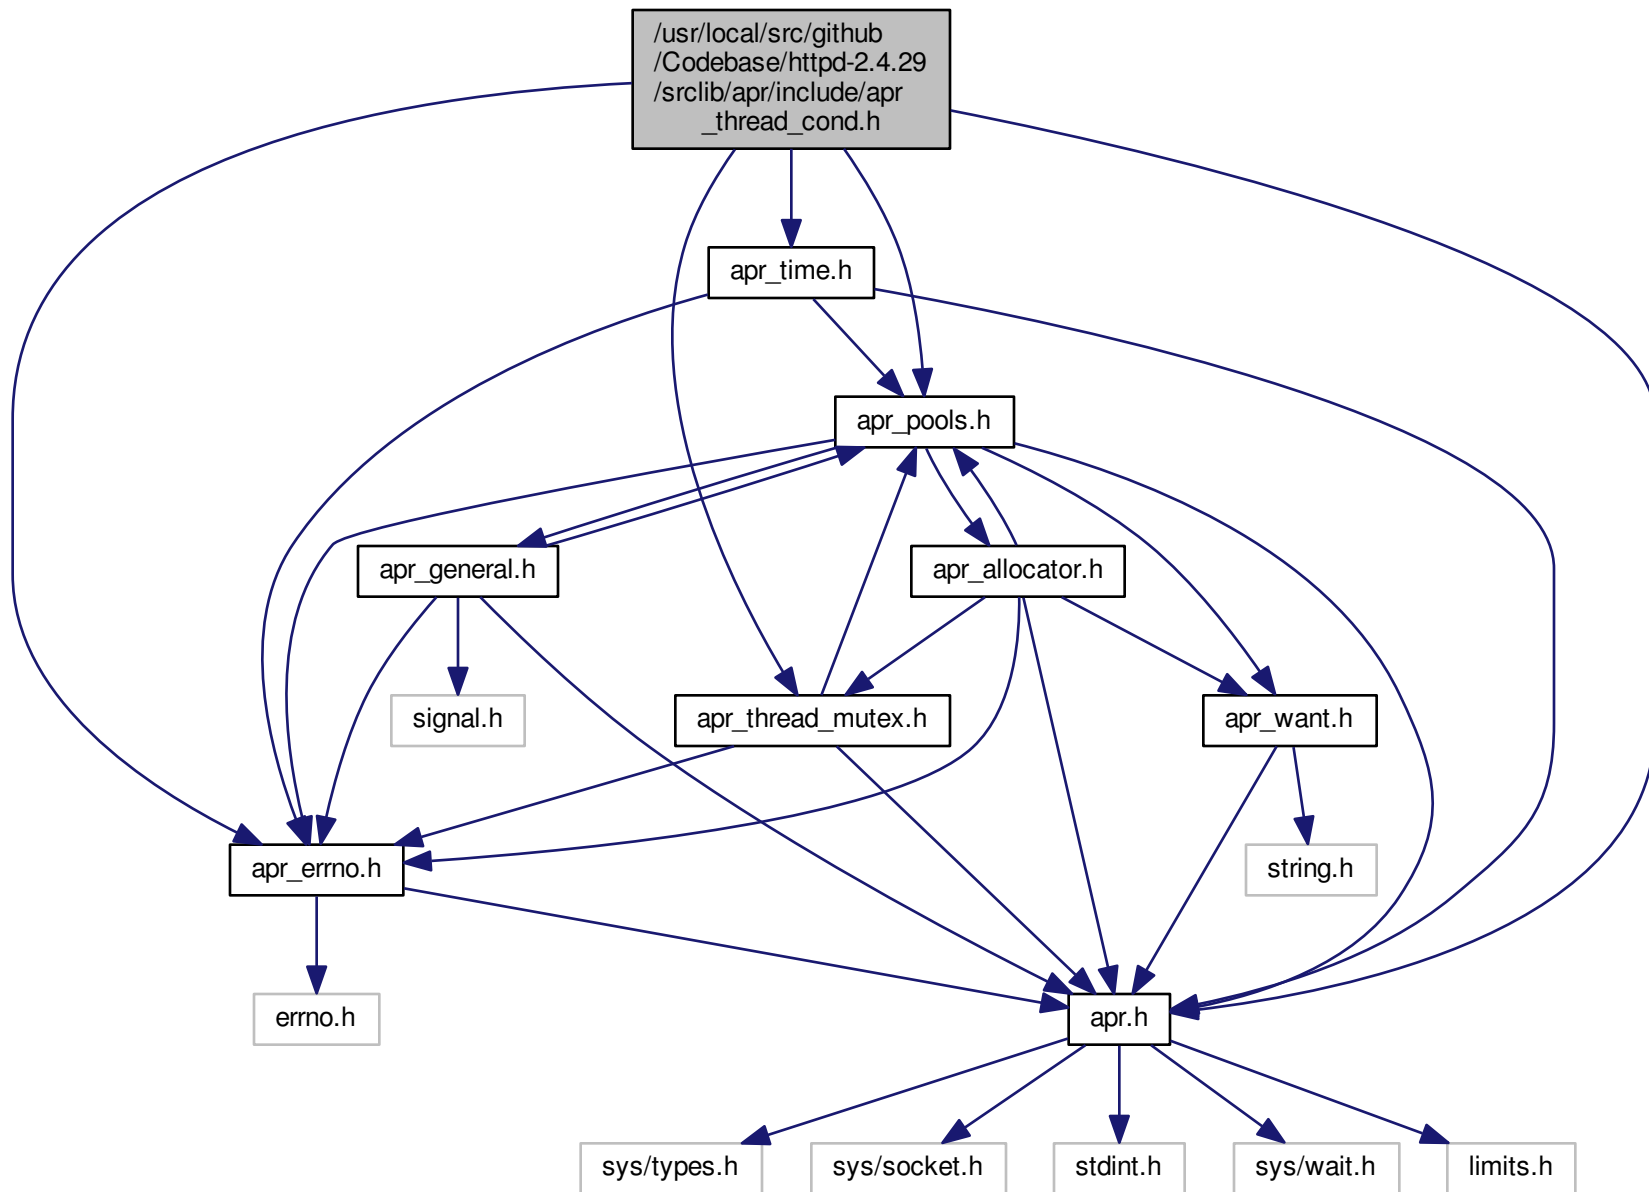 /usr/local/src/github
/Codebase/httpd-2.4.29
/srclib/apr/include/apr
_thread_cond.h
apr_time.h
apr_pools.h
apr_general.h
apr_allocator.h
signal.h
apr_thread_mutex.h
apr_want.h
apr_errno.h
string.h
errno.h
apr.h
sys/types.h
sys/socket.h
stdint.h
sys/wait.h
limits.h